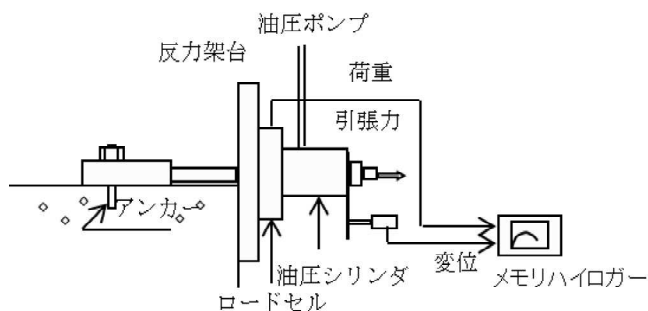 油圧ポンプ
反力架台
荷重
引張力
アンカー
油圧シリンダ
変位
メモリハイロガー
ロードセル